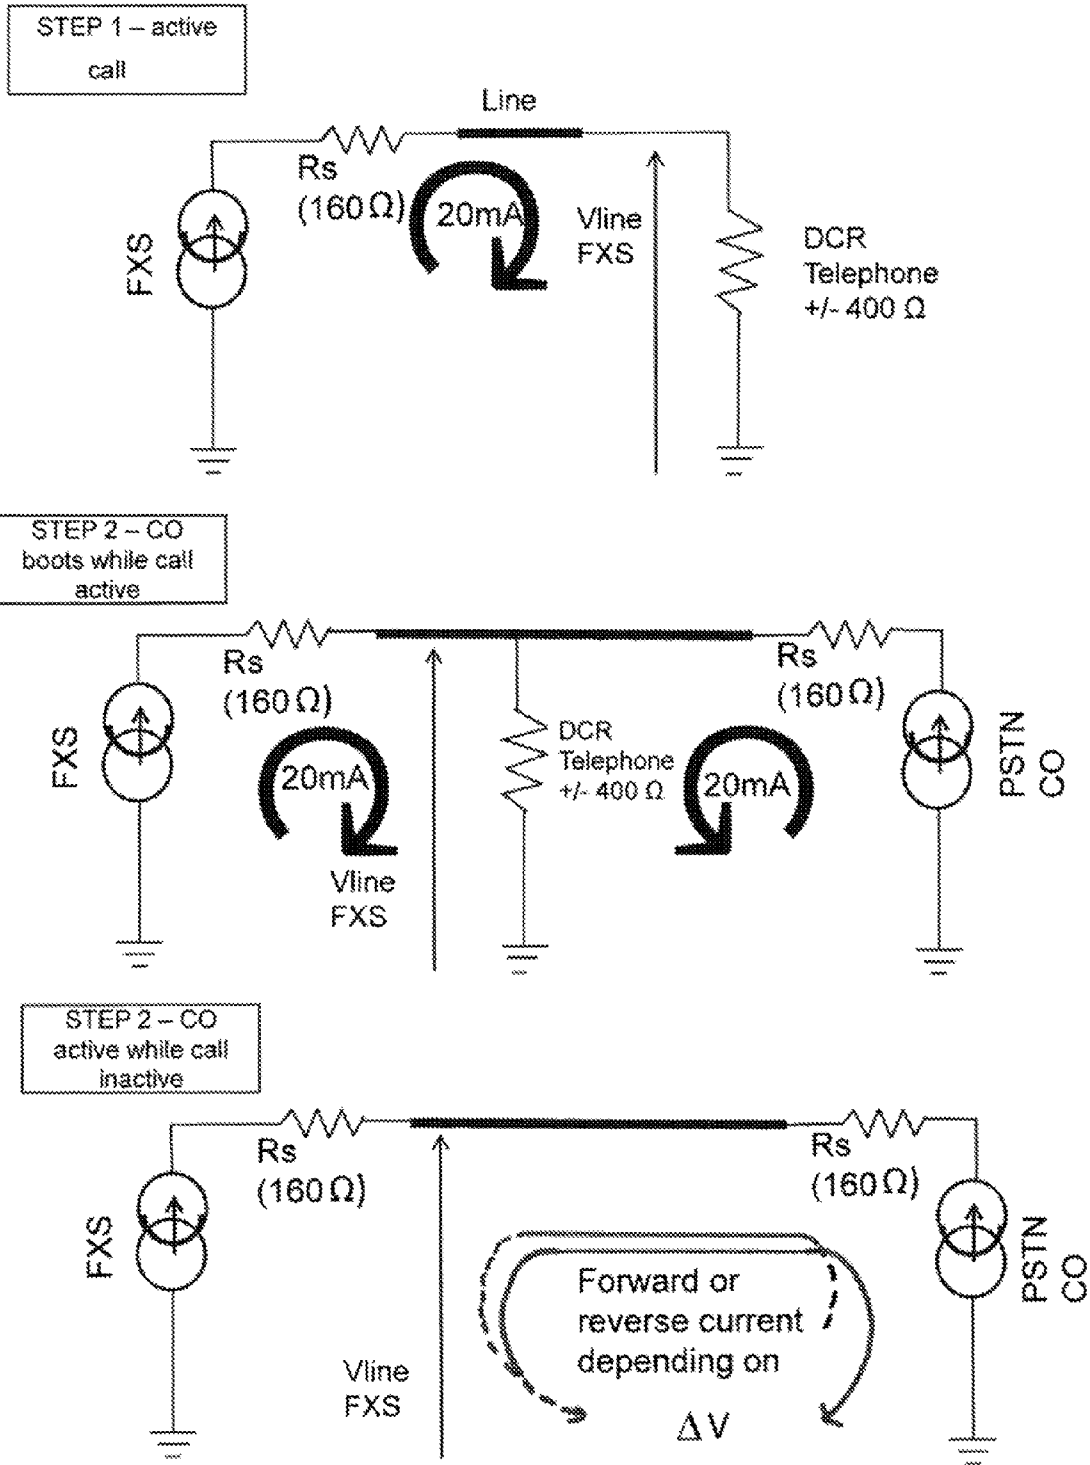 STEP 1 – active
call
Line
Rs
(160 Ω)
20mA
Vline
FXS
FXS
DCR
Telephone
+/- 400 Ω
STEP 2 – CO
boots while call
active
Rs
(160 Ω)
Rs
(160 Ω)
FXS
20mA
DCR
Telephone
+/- 400 Ω
20mA
PSTN
CO
Vline
FXS
STEP 2 – CO
active while call
inactive
Rs
(160 Ω)
Rs
(160 Ω)
FXS
PSTN
CO
Forward or
reverse current
depending on
Δ V
Vline
FXS